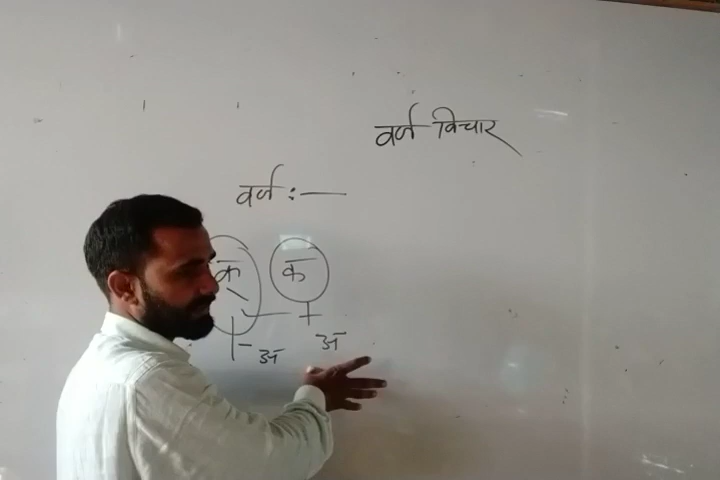 वर्ण विचार
वर्ण :—
क् क
+
- अ अ